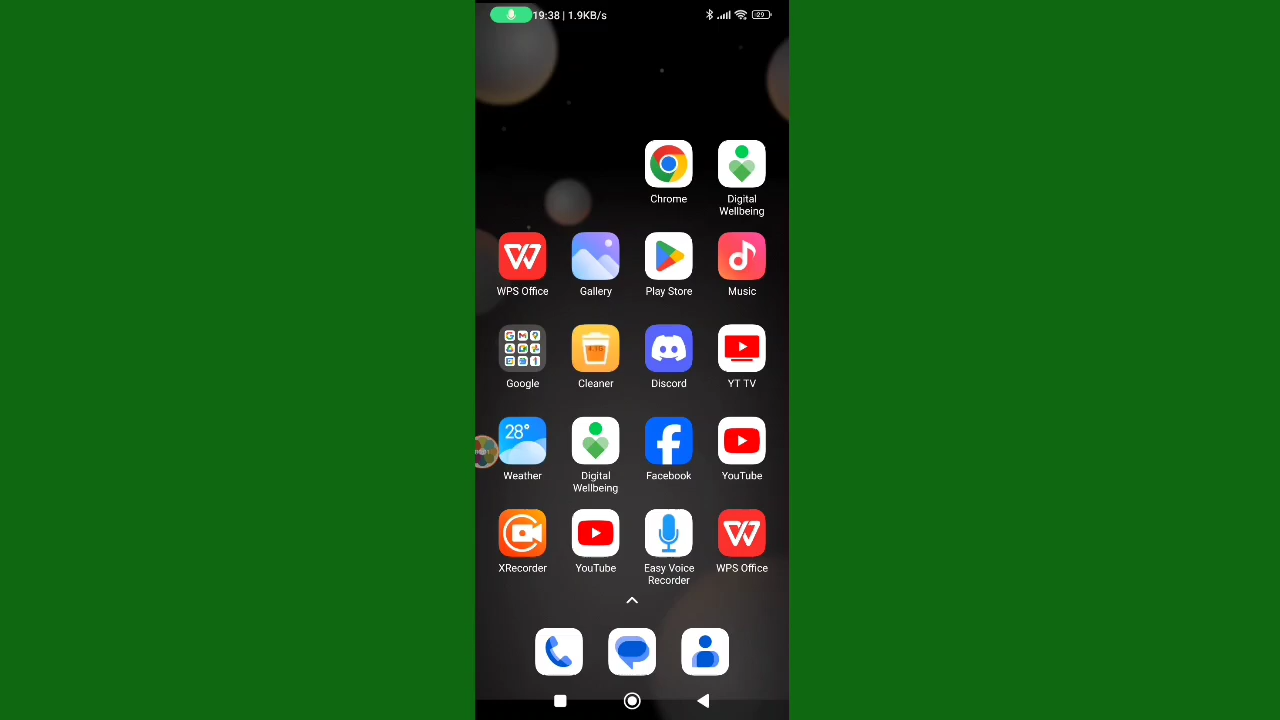 19:38 | 1.9KB/s
29
Chrome
Digital
Wellbeing
WPS Office
Gallery
Play Store
Music
Google
Cleaner
Discord
YT TV
28°
Weather
Digital
Wellbeing
Facebook
YouTube
XRecorder
YouTube
Easy Voice
Recorder
WPS Office